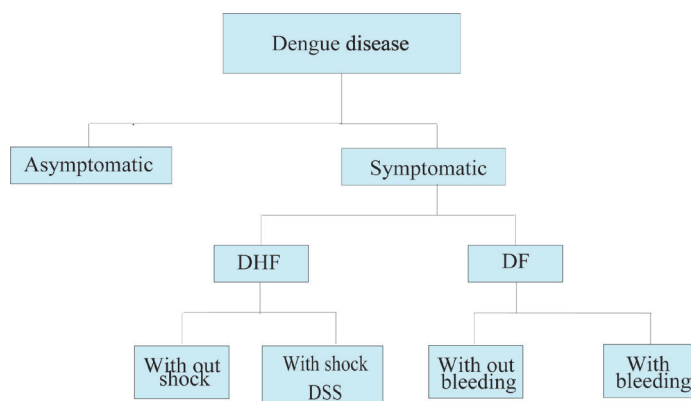 Dengue disease
Asymptomatic
Symptomatic
DHF
DF
With out
shock
With shock
DSS
With out
bleeding
With
bleeding